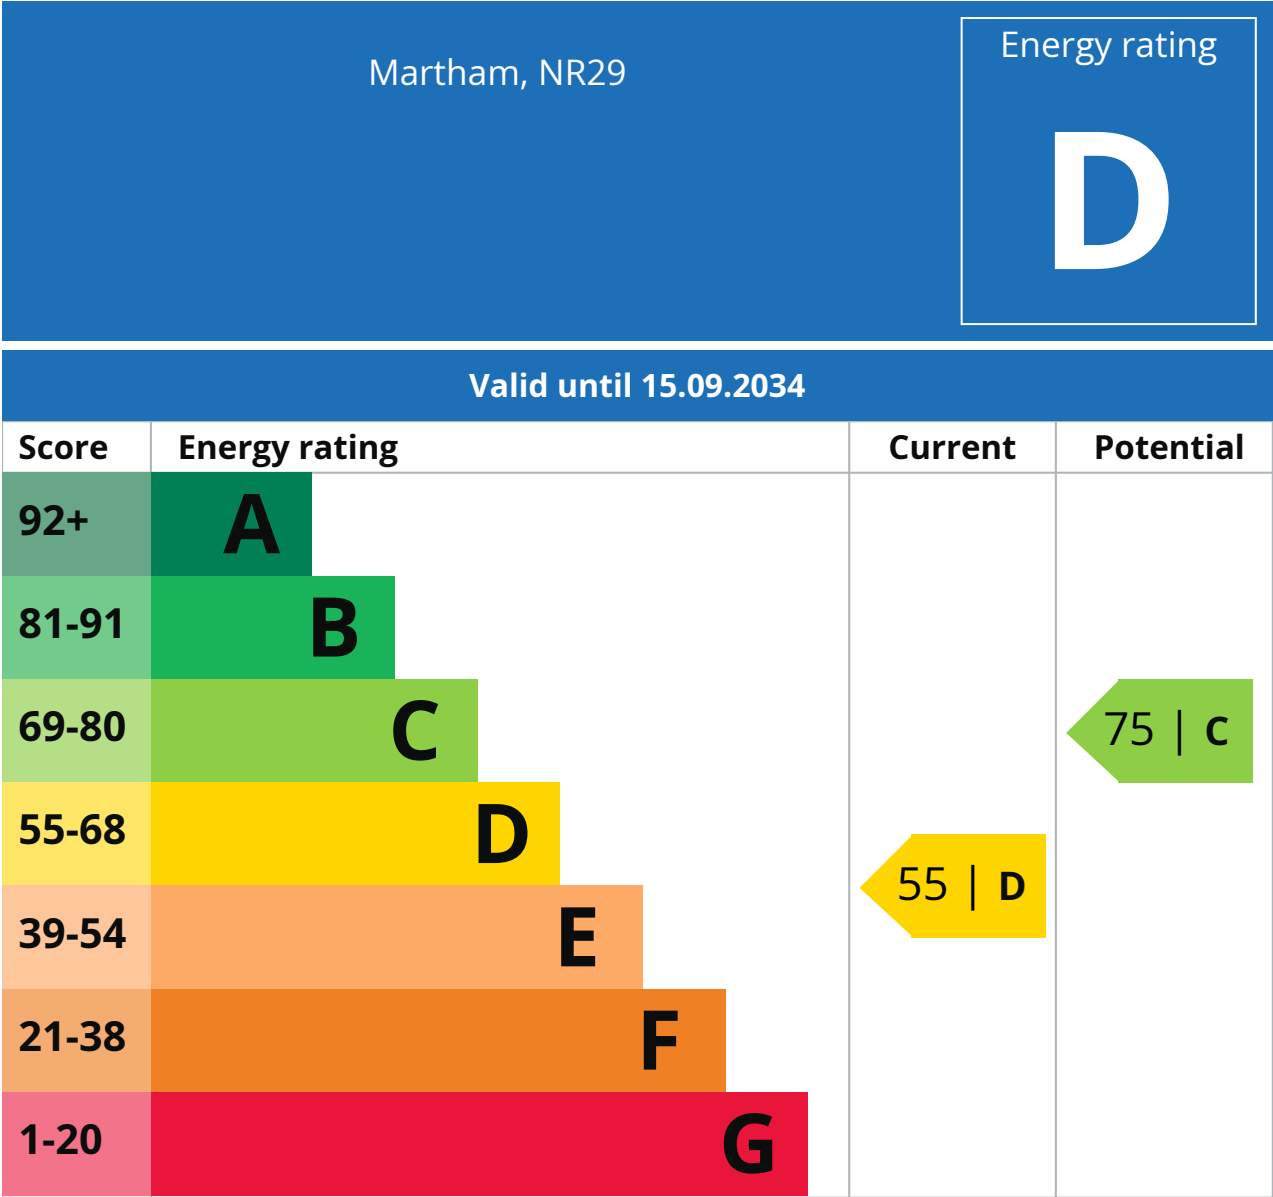 Martham, NR29
Energy rating
D
Valid until 15.09.2034
Score Energy rating Current Potential
92+ A
81-91 B
69-80 C
75 | C
55-68 D
55 | D
39-54 E
21-38 F
1-20 G